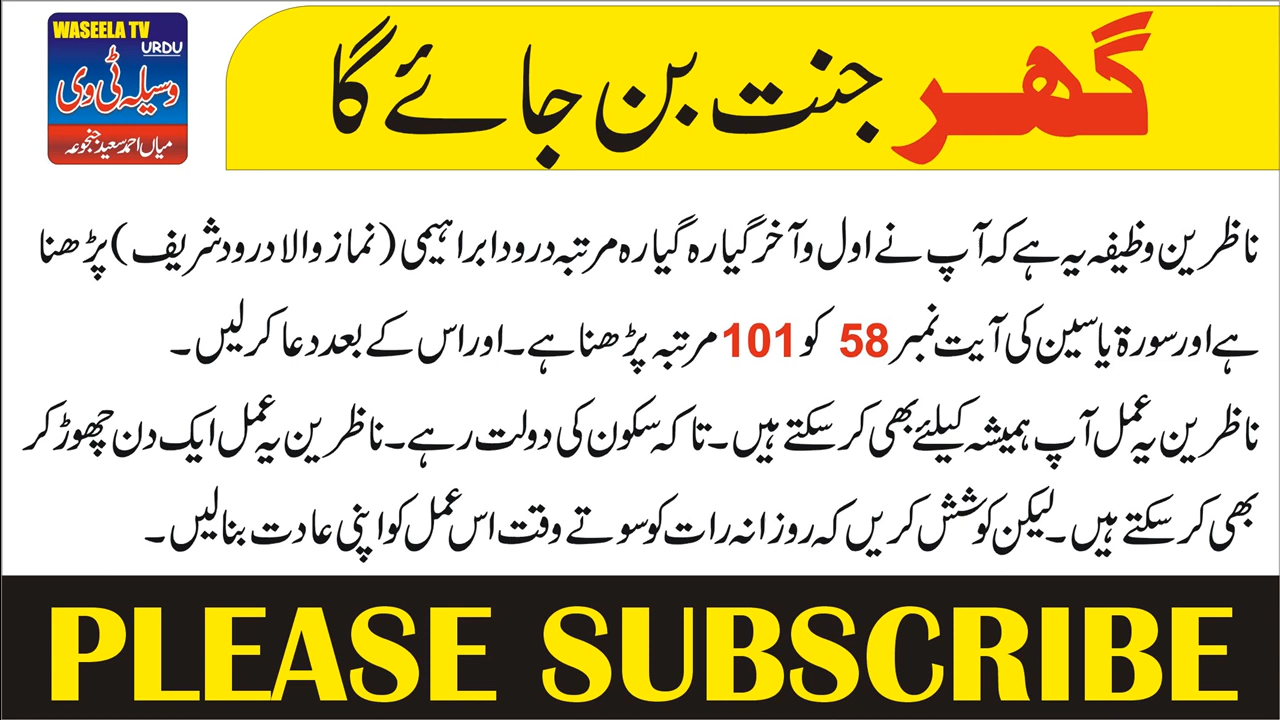 WASEELA TV
URDU
وسیلہ ٹی وی
میاں احمد سعید جنجوعہ
گھر جنت بن جائے گا
ناظرین وظیفہ یہ ہے کہ آپ نے اول و آخر گیارہ گیارہ مرتبہ درود ابراہیمی (نماز والا درود شریف) پڑھنا
ہے اور سورۃ یاسین کی آیت نمبر 58 کو 101 مرتبہ پڑھنا ہے۔ اور اس کے بعد دعا کرلیں۔
ناظرین یہ عمل آپ ہمیشہ کیلئے بھی کر سکتے ہیں۔ تاکہ سکون کی دولت رہے۔ ناظرین یہ عمل ایک دن چھوڑ کر
بھی کر سکتے ہیں۔ لیکن کوشش کریں کہ روزانہ رات کو سوتے وقت اس عمل کو اپنی عادت بنالیں۔
PLEASE SUBSCRIBE